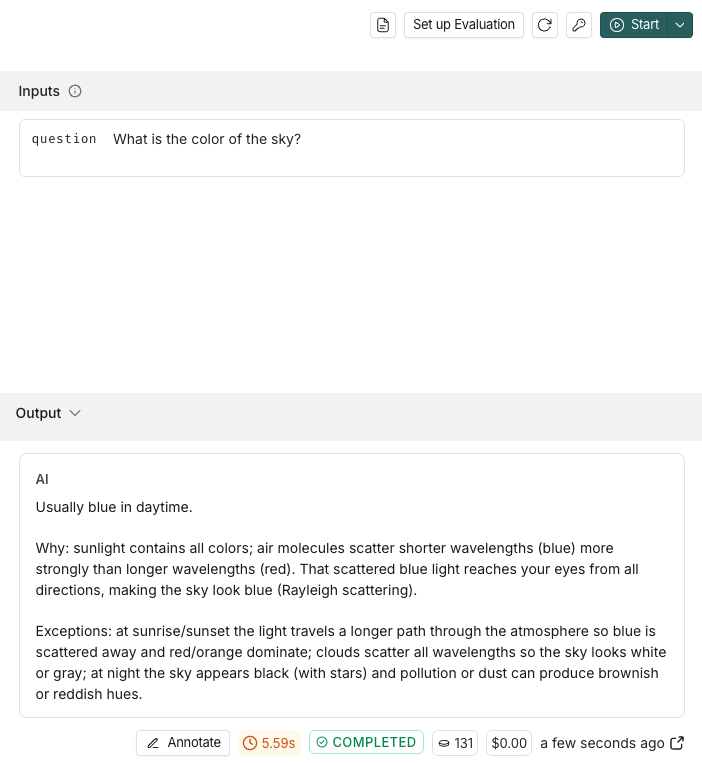 Set up Evaluation Start
Inputs
question What is the color of the sky?
Output
AI
Usually blue in daytime.
Why: sunlight contains all colors; air molecules scatter shorter wavelengths (blue) more
strongly than longer wavelengths (red). That scattered blue light reaches your eyes from all
directions, making the sky look blue (Rayleigh scattering).
Exceptions: at sunrise/sunset the light travels a longer path through the atmosphere so blue is
scattered away and red/orange dominate; clouds scatter all wavelengths so the sky looks white
or gray; at night the sky appears black (with stars) and pollution or dust can produce brownish
or reddish hues.
Annotate 5.59s COMPLETED 131 $0.00 a few seconds ago